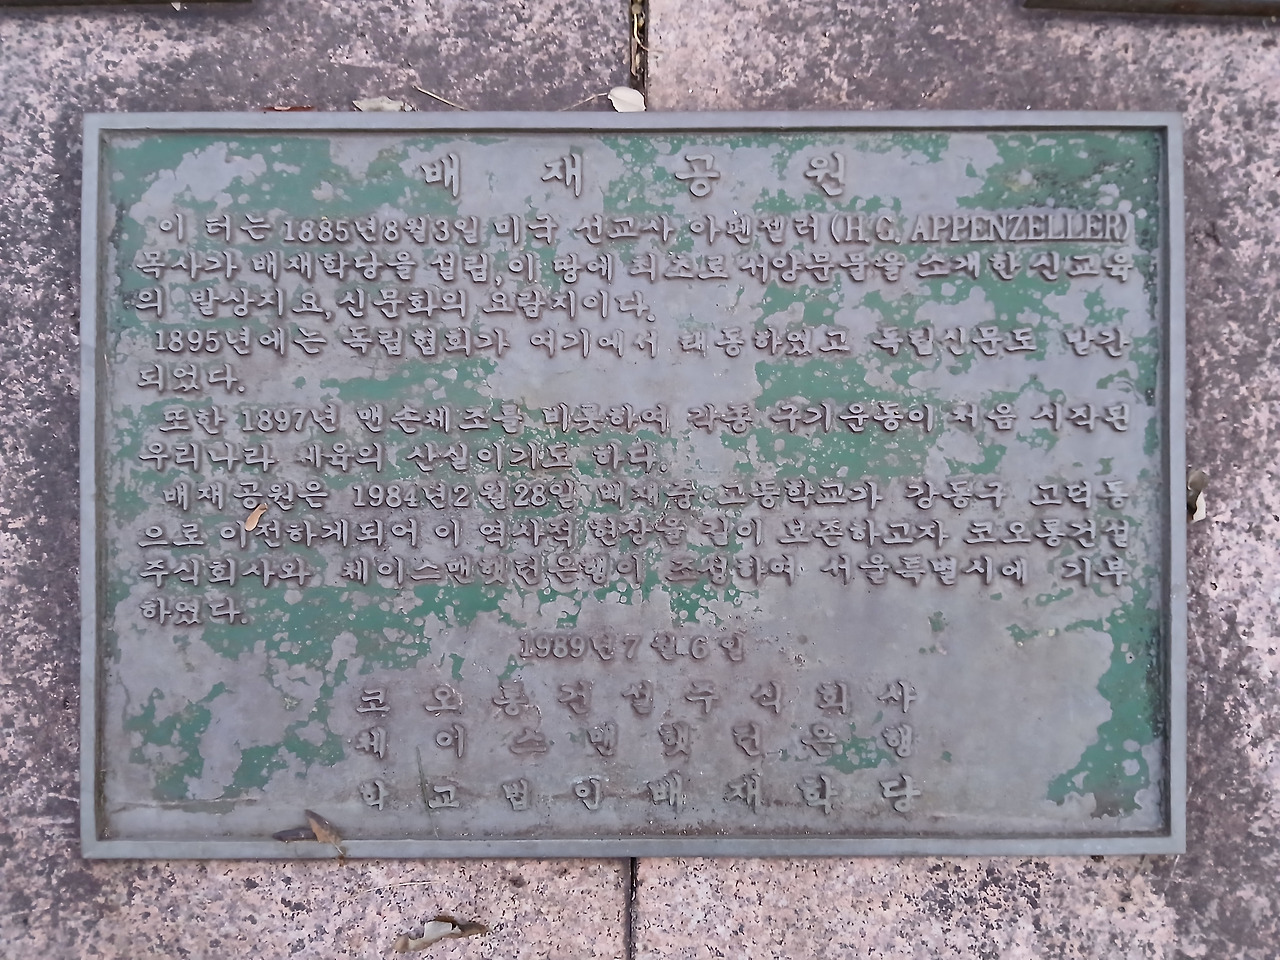 배 재 공 원
이 터는 1885년8월3일 미국 선교사 아펜젤러(H.G. APPENZELLER)
목사가 배재학당을 설립, 이 땅에 최초로 서양문물을 소개한 신교육
의 발상지요, 신문화의 요람지이다.
1895년에는 독립협회가 여기에서 태동하였고 독립신문도 발간
되었다.
또한 1897년 맨손체조를 비롯하여 각종 구기운동이 처음 시작된
우리나라 체육의 산실이기도 하다.
배재공원은 1984년2월28일 배재중·고등학교가 강동구 고덕동
으로 이전하게되어 이 역사적 현장을 길이 보존하고자 코오롱건설
주식회사와 체이스맨햇턴은행이 조성하여 서울특별시에 기부
하였다.
1989년 7월 6일
코 오 롱 건 설 주 식 회 사
체 이 스 맨 햇 턴 은 행
학 교 법 인 배 재 학 당